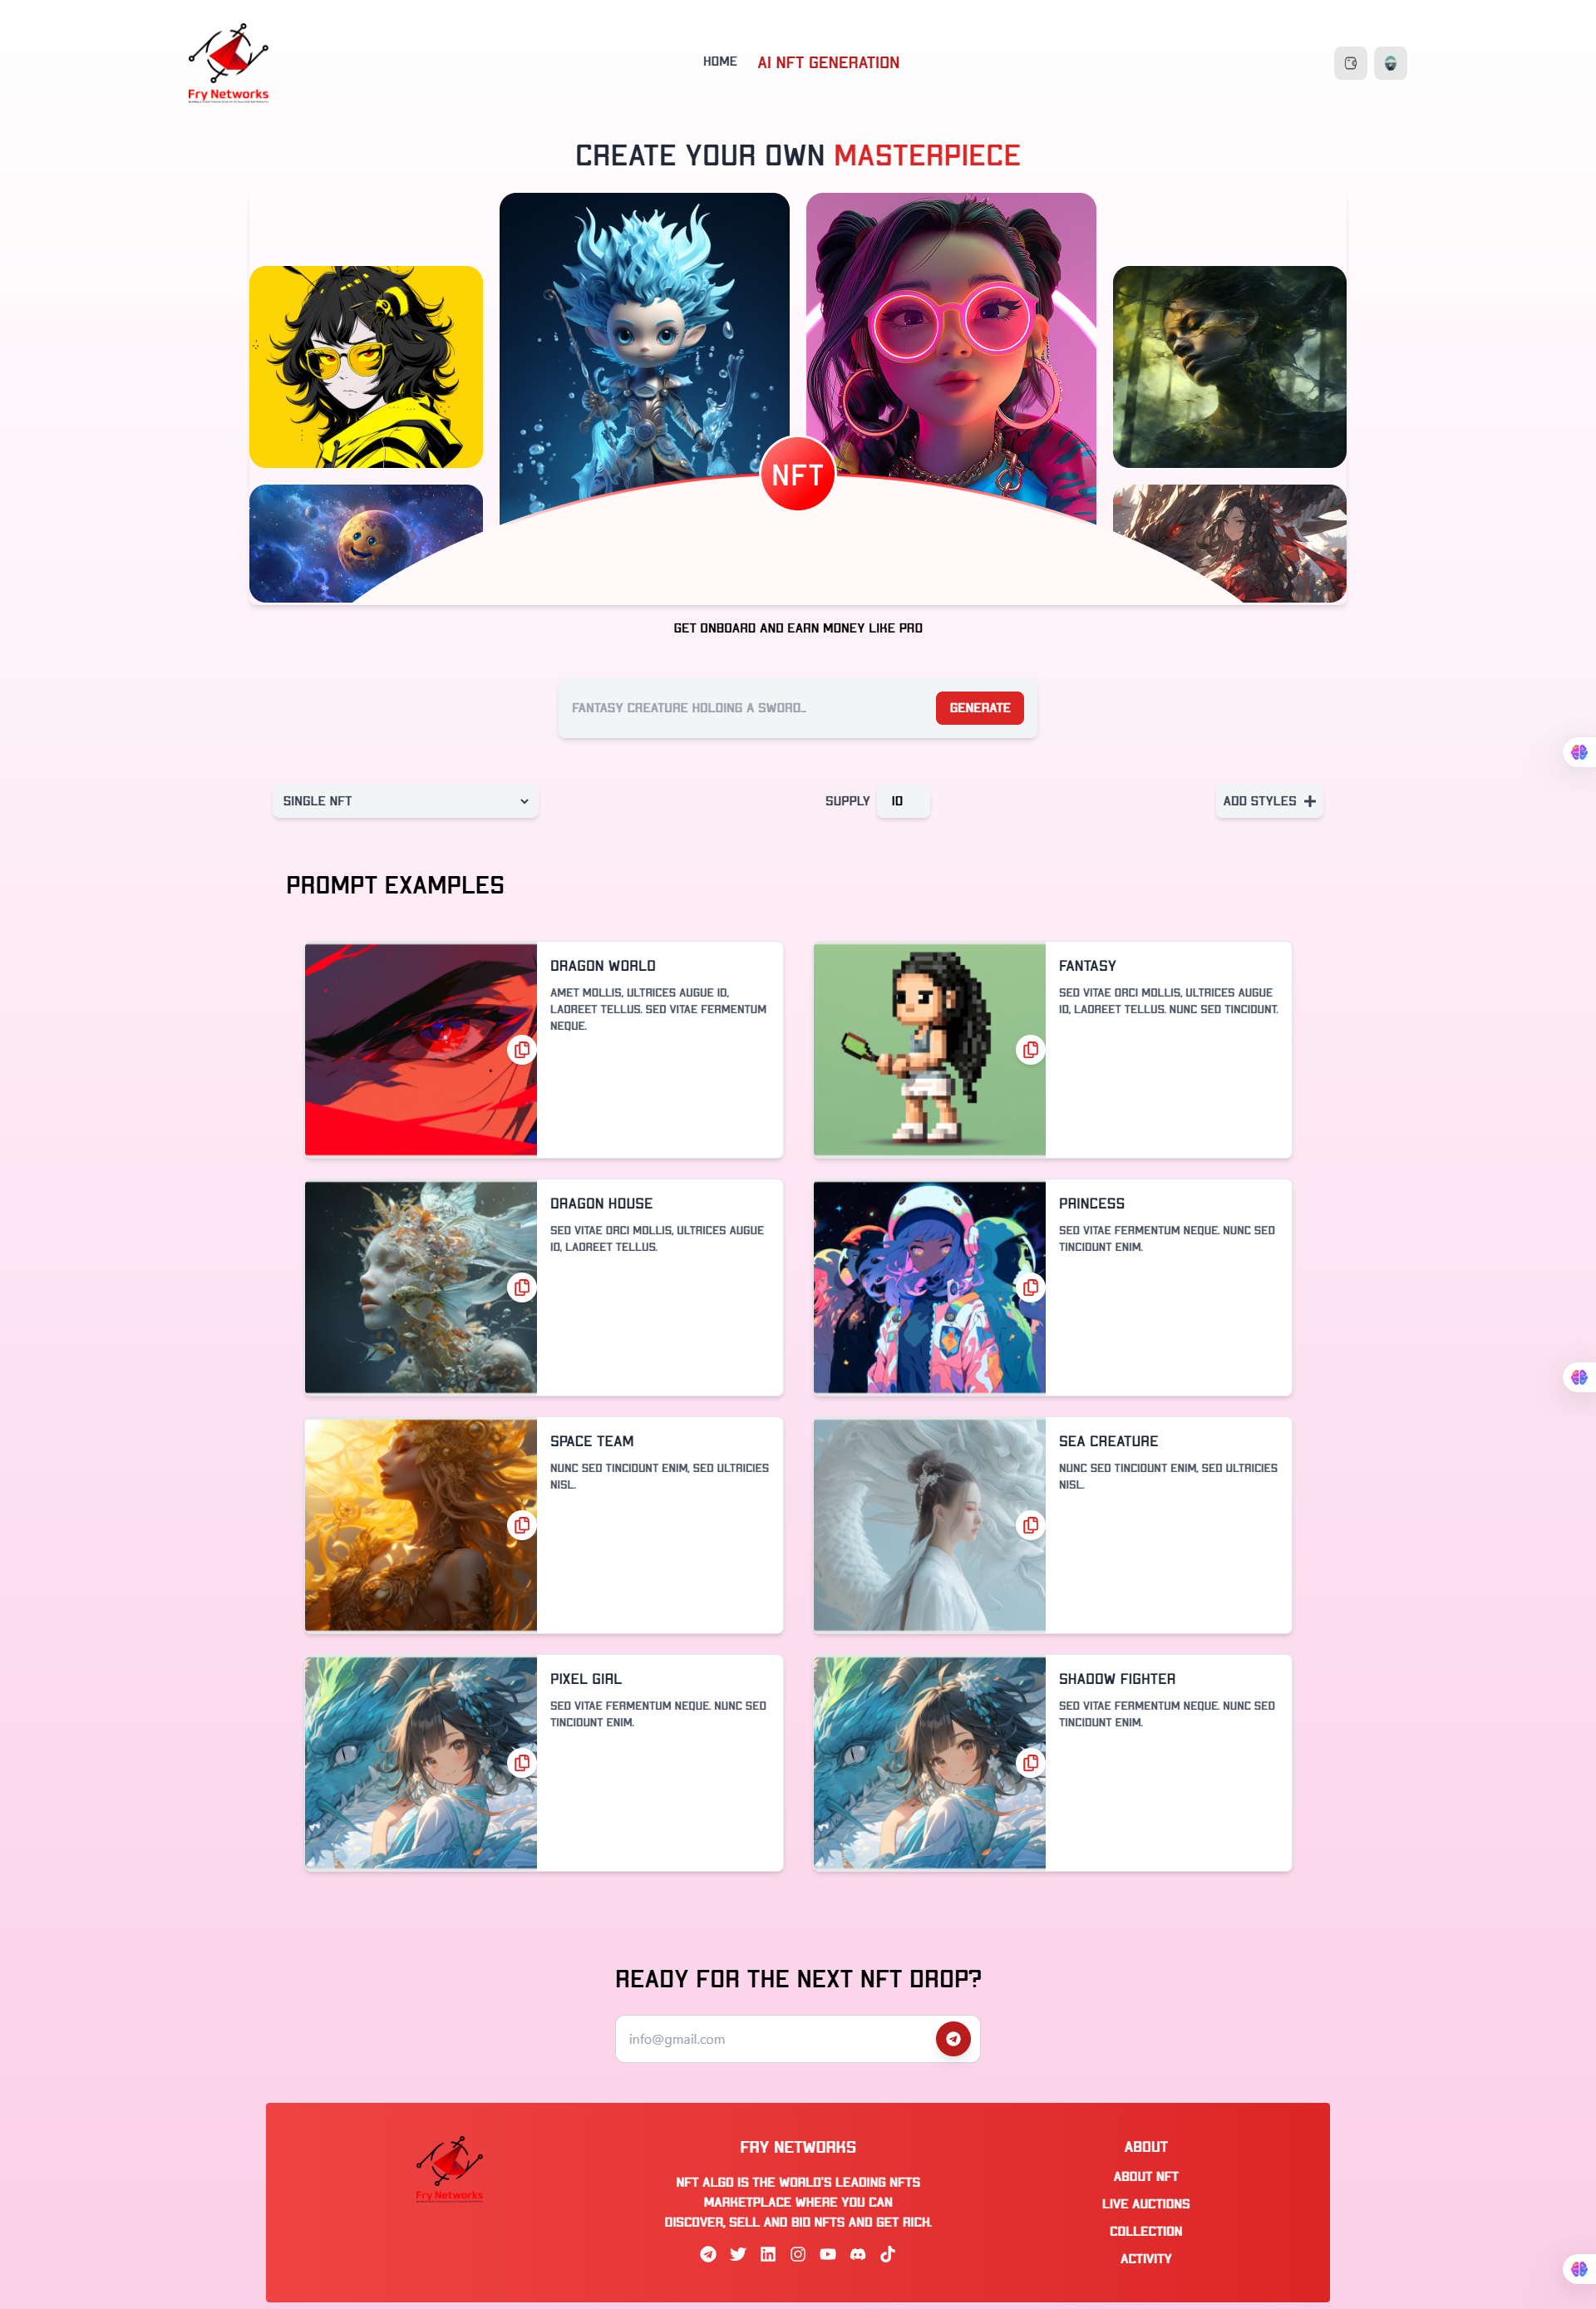 Fry Networks
HOME AI NFT GENERATION
CREATE YOUR OWN MASTERPIECE
NFT
GET ONBOARD AND EARN MONEY LIKE PRO
FANTASY CREATURE HOLDING A SWORD... GENERATE
SINGLE NFT SUPPLY 10 ADD STYLES +
PROMPT EXAMPLES
DRAGON WORLD
AMET MOLLIS, ULTRICES AUGUE ID,
LAOREET TELLUS. SED VITAE FERMENTUM
NEQUE.
FANTASY
SED VITAE ORCI MOLLIS, ULTRICES AUGUE
ID, LAOREET TELLUS. NUNC SED TINCIDUNT.
DRAGON HOUSE
SED VITAE ORCI MOLLIS, ULTRICES AUGUE
ID, LAOREET TELLUS.
PRINCESS
SED VITAE FERMENTUM NEQUE. NUNC SED
TINCIDUNT ENIM.
SPACE TEAM
NUNC SED TINCIDUNT ENIM, SED ULTRICIES
NISL..
SEA CREATURE
NUNC SED TINCIDUNT ENIM, SED ULTRICIES
NISL..
PIXEL GIRL
SED VITAE FERMENTUM NEQUE. NUNC SED
TINCIDUNT ENIM.
SHADOW FIGHTER
SED VITAE FERMENTUM NEQUE. NUNC SED
TINCIDUNT ENIM.
READY FOR THE NEXT NFT DROP?
info@gmail.com
Fry Networks
FRY NETWORKS
NFT ALGO IS THE WORLD'S LEADING NFTS
MARKETPLACE WHERE YOU CAN
DISCOVER, SELL AND BID NFTS AND GET RICH.
ABOUT
ABOUT NFT
LIVE AUCTIONS
COLLECTION
ACTIVITY